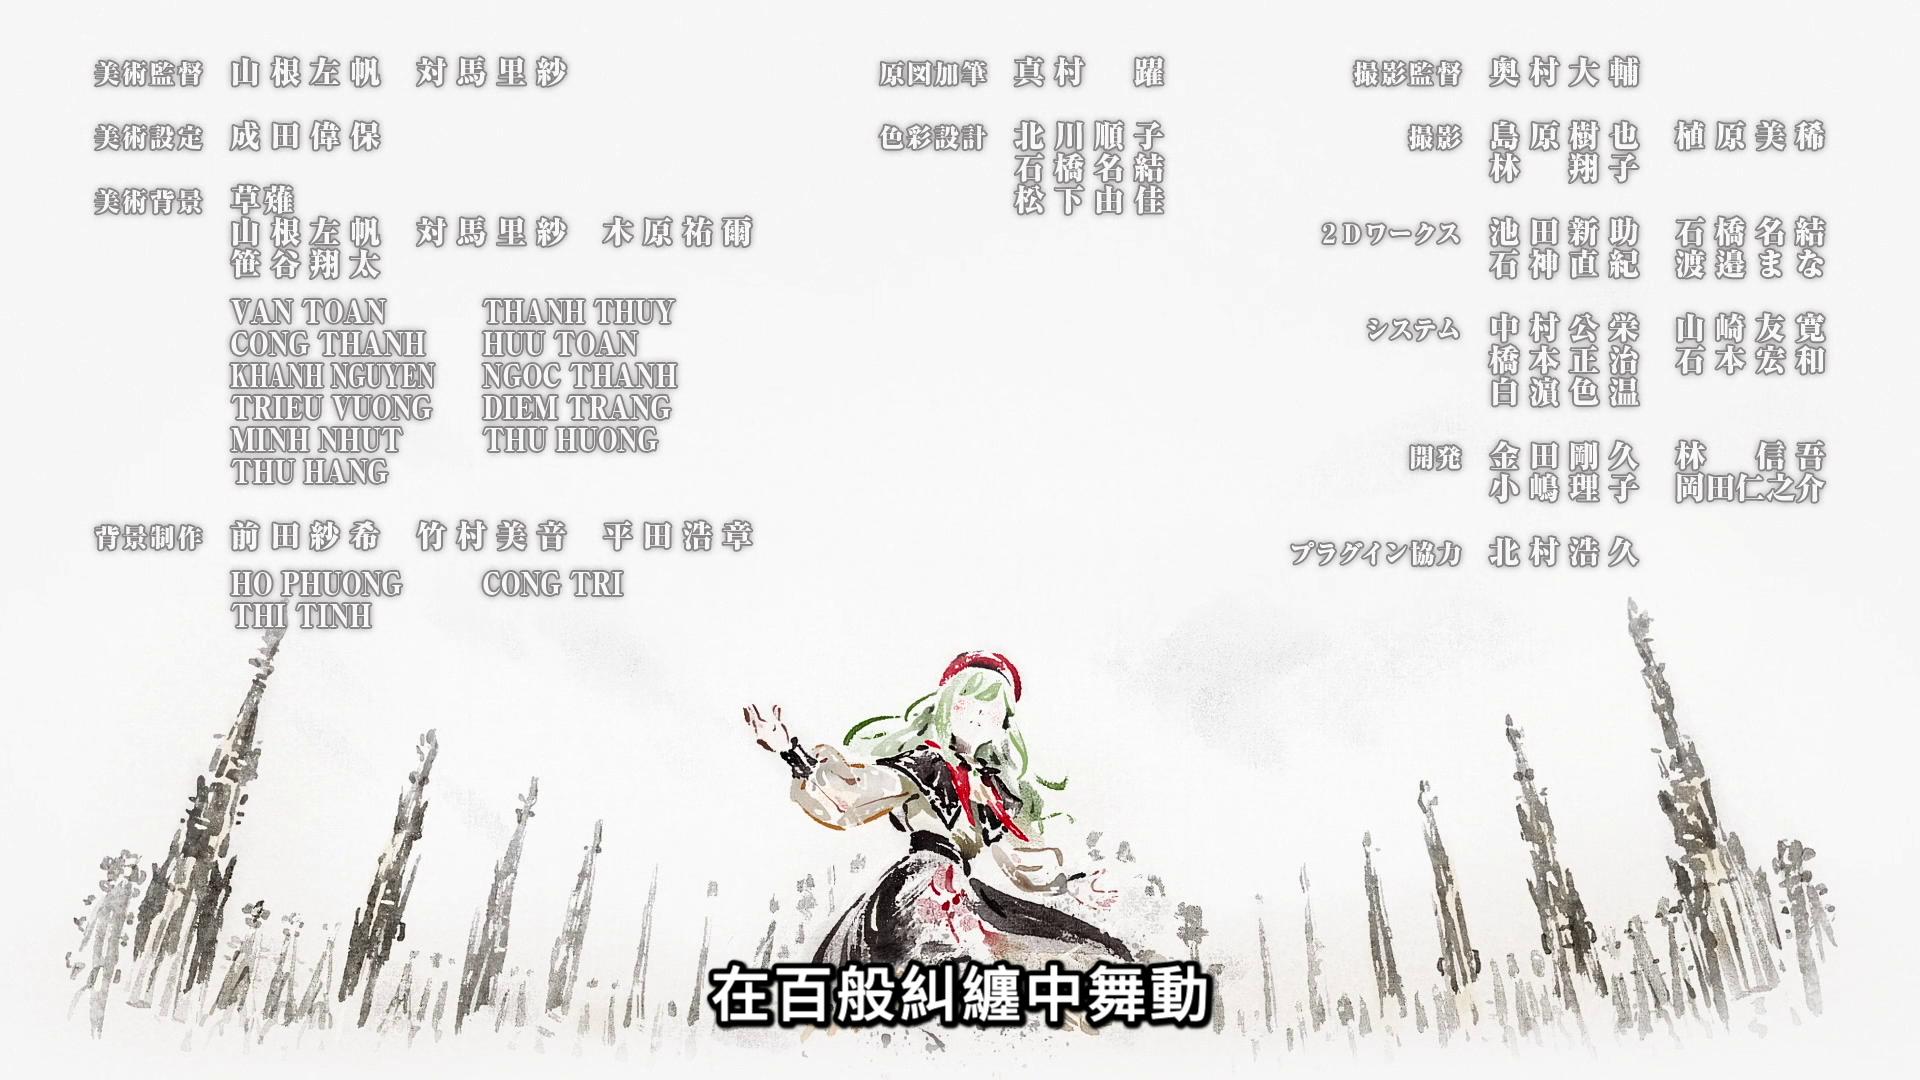 美術監督 山根左帆 対馬里紗
美術設定 成田偉保
美術背景 草薙
山根左帆 対馬里紗 木原祐爾
笹谷翔太
VAN TOAN THANH THUY
CONG THANH HUU TOAN
KHANH NGUYEN NGOC THANH
TRIEU VUONG DIEM TRANG
MINH NHUT THU HUONG
THU HANG
背景制作 前田紗希 竹村美音 平田浩章
HO PHUONG CONG TRI
THI TINH
原図加筆 真村 躍
色彩設計 北川順子
石橋名結
松下由佳
撮影監督 奥村大輔
撮影 島原樹也 植原美稀
林 翔子
2Dワークス 池田新助 石橋名結
石神直紀 渡邉まな
システム 中村公栄 山崎友寛
橋本正治 石本宏和
白濵色温
開発 金田剛久 林 信吾
小嶋理子 岡田仁之介
プラグイン協力 北村浩久
在百般糾纏中舞動